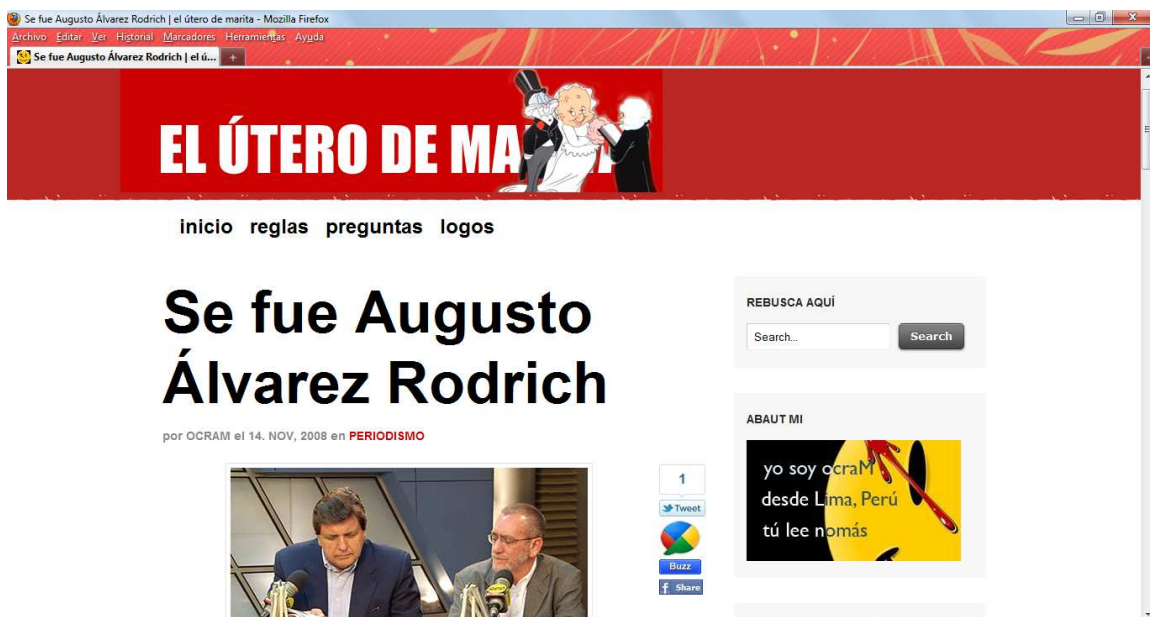 Se fue Augusto Álvarez Rodrich | el útero de marita - Mozilla Firefox
Archivo Editar Ver Historial Marcadores Herramientas Ayuda
Se fue Augusto Álvarez Rodrich | el ú...
EL ÚTERO DE MA
inicio reglas preguntas logos
Se fue Augusto
Álvarez Rodrich
por OCRAM el 14. NOV, 2008 en PERIODISMO
1
Tweet
Buzz
f Share
REBUSCA AQUÍ
Search... Search
ABAUT MI
yo soy ocraM
desde Lima, Perú
tú lee nomás